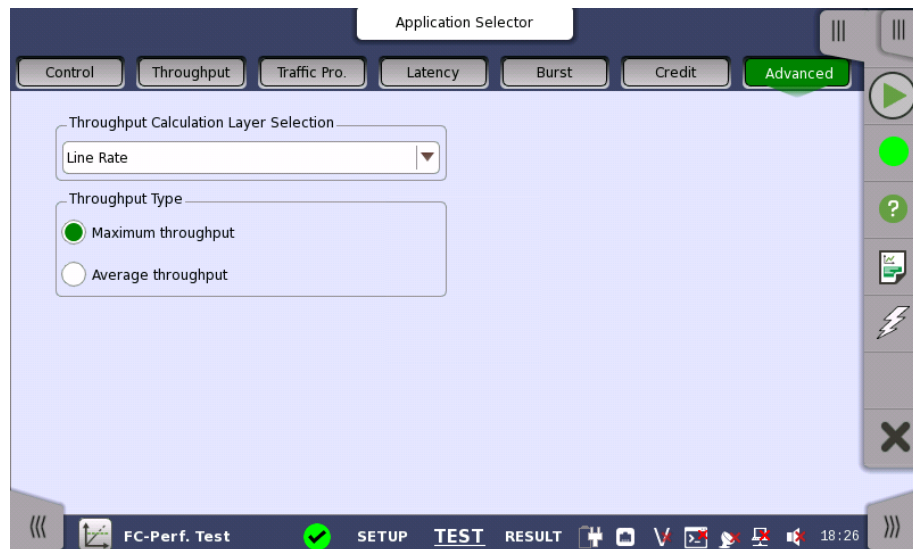 Application Selector
Control Throughput Traffic Pro. Latency Burst Credit Advanced
Throughput Calculation Layer Selection
Line Rate
Throughput Type
Maximum throughput
Average throughput
?
FC-Perf. Test SETUP TEST RESULT 18:26